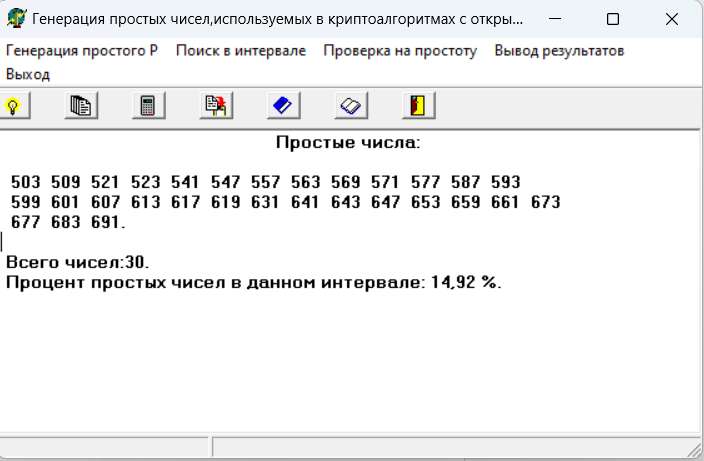 Генерация простых чисел,используемых в криптоалгоритмах с откры...
Генерация простого Р Поиск в интервале Проверка на простоту Вывод результатов
Выход
Простые числа:
503 509 521 523 541 547 557 563 569 571 577 587 593
599 601 607 613 617 619 631 641 643 647 653 659 661 673
677 683 691.
Всего чисел:30.
Процент простых чисел в данном интервале: 14,92 %.